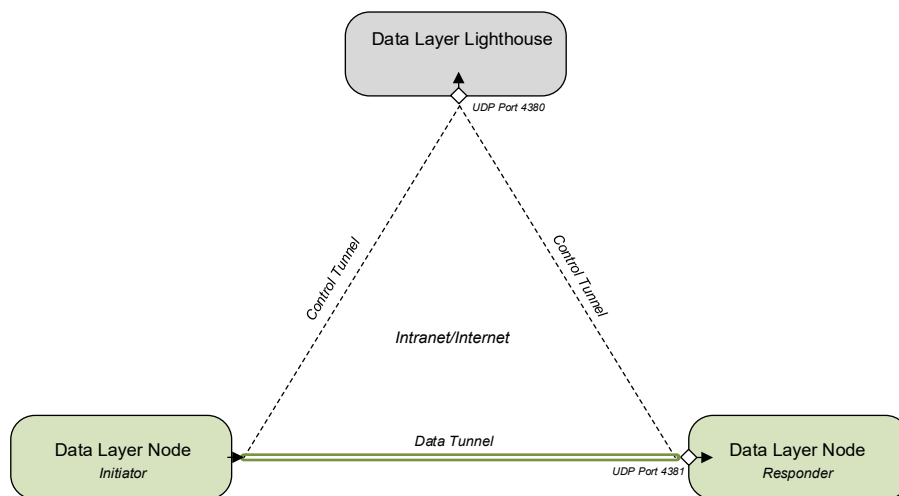 Data Layer Lighthouse
UDP Port 4380
Control Tunnel
Control Tunnel
Intranet/Internet
Data Layer Node
Initiator
Data Tunnel
UDP Port 4381
Data Layer Node
Responder